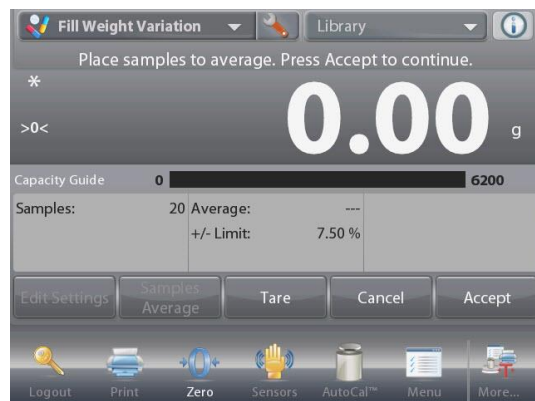 Fill Weight Variation
Library
Place samples to average. Press Accept to continue.
*
>0<
0.00 g
Capacity Guide 0 6200
Samples: 20 Average: ---
+/- Limit: 7.50 %
Edit Settings Samples Average Tare Cancel Accept
Logout Print Zero Sensors AutoCal™ Menu More...